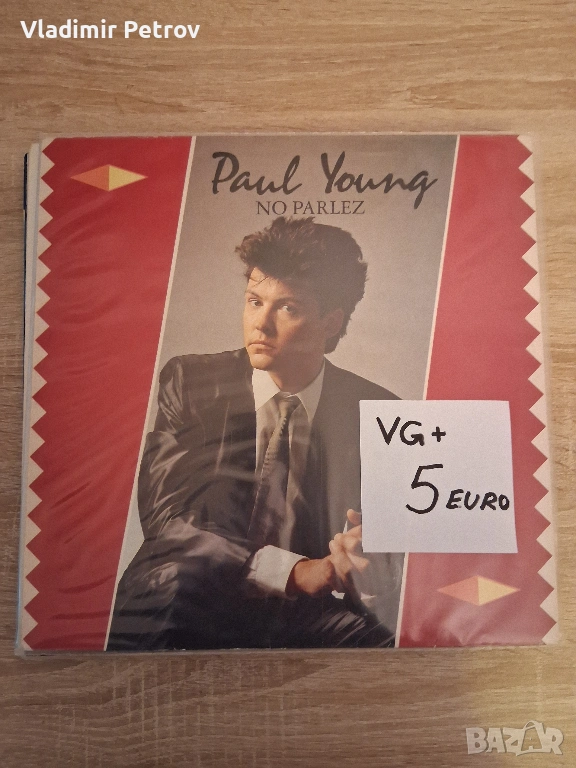 Vladimir Petrov
Paul Young
NO PARLEZ
VG+
5 EURO
BAZAR